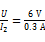 U/I₂ = 6 V/0.3 A